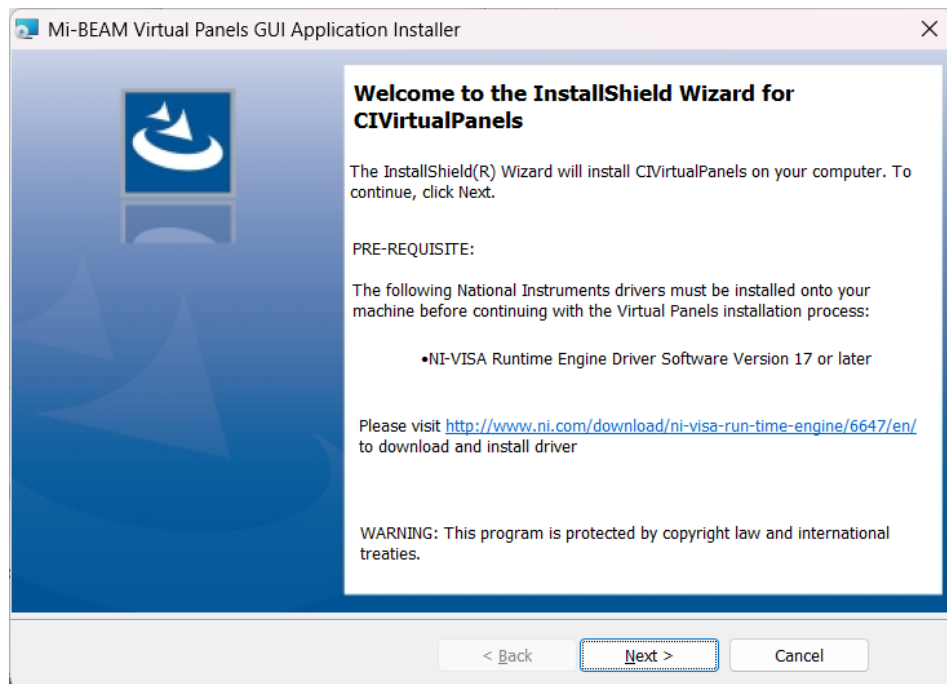 Mi-BEAM Virtual Panels GUI Application Installer
Welcome to the InstallShield Wizard for
CIVirtualPanels
The InstallShield(R) Wizard will install CIVirtualPanels on your computer. To
continue, click Next.
PRE-REQUISITE:
The following National Instruments drivers must be installed onto your
machine before continuing with the Virtual Panels installation process:
•NI-VISA Runtime Engine Driver Software Version 17 or later
Please visit http://www.ni.com/download/ni-visa-run-time-engine/6647/en/
to download and install driver
WARNING: This program is protected by copyright law and international
treaties.
< Back
Next >
Cancel